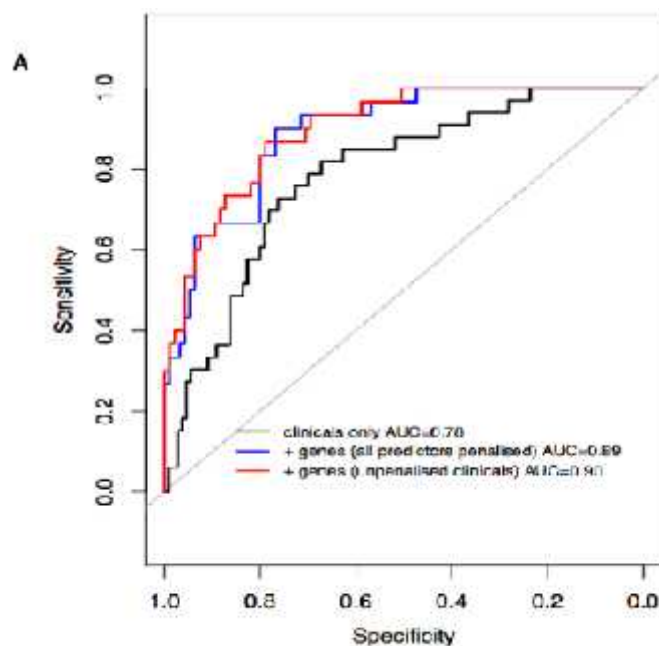 A
Sensitivity
1.0
0.8
0.6
0.4
0.2
0.0
clinicals only AUC=0.78
+ genes (all predictors penalised) AUC=0.89
+ genes (unpenalised clinicals) AUC=0.90
1.0 0.8 0.6 0.4 0.2 0.0
Specificity